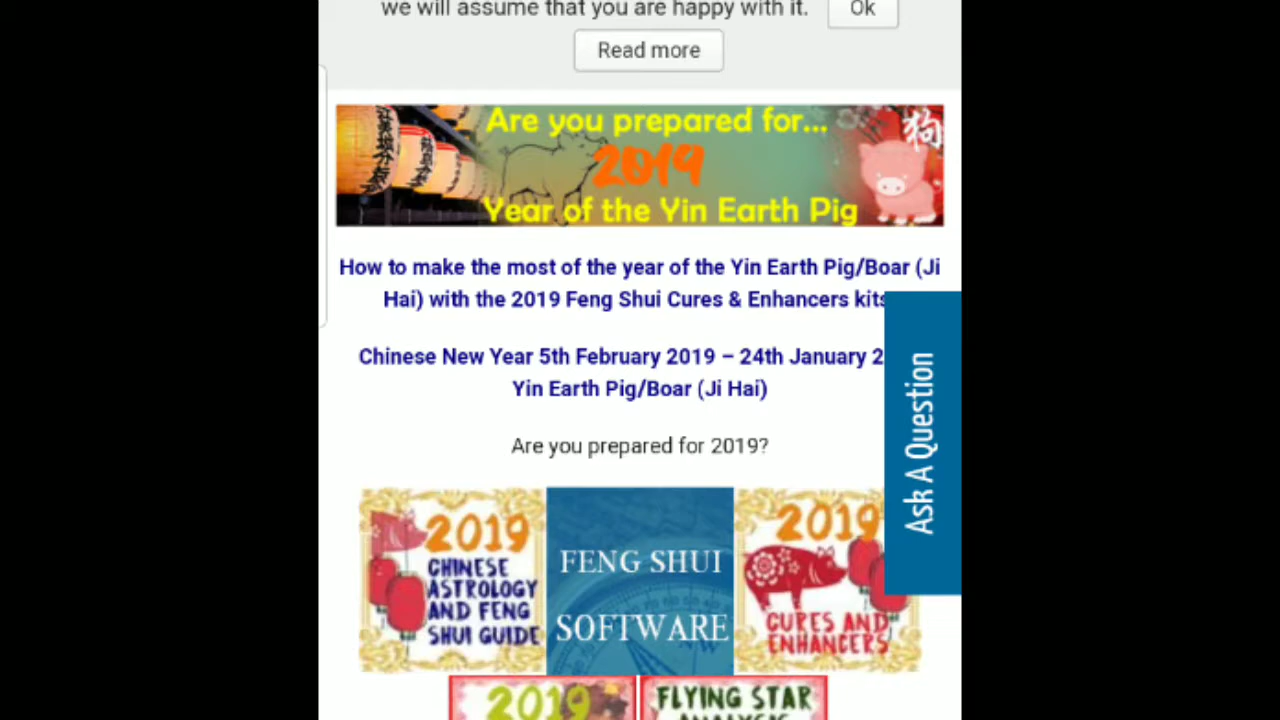 we will assume that you are happy with it.
Ok
Read more
Are you prepared for...
狗
2019
Year of the Yin Earth Pig
How to make the most of the year of the Yin Earth Pig/Boar (Ji
Hai) with the 2019 Feng Shui Cures & Enhancers kits
Chinese New Year 5th February 2019 – 24th January 2
Yin Earth Pig/Boar (Ji Hai)
Ask A Question
Are you prepared for 2019?
2019
CHINESE
ASTROLOGY
AND FENG
SHUI GUIDE
FENG SHUI
SOFTWARE
2019
CURES AND
ENHANCERS
2019
FLYING STAR
ANALYSIS